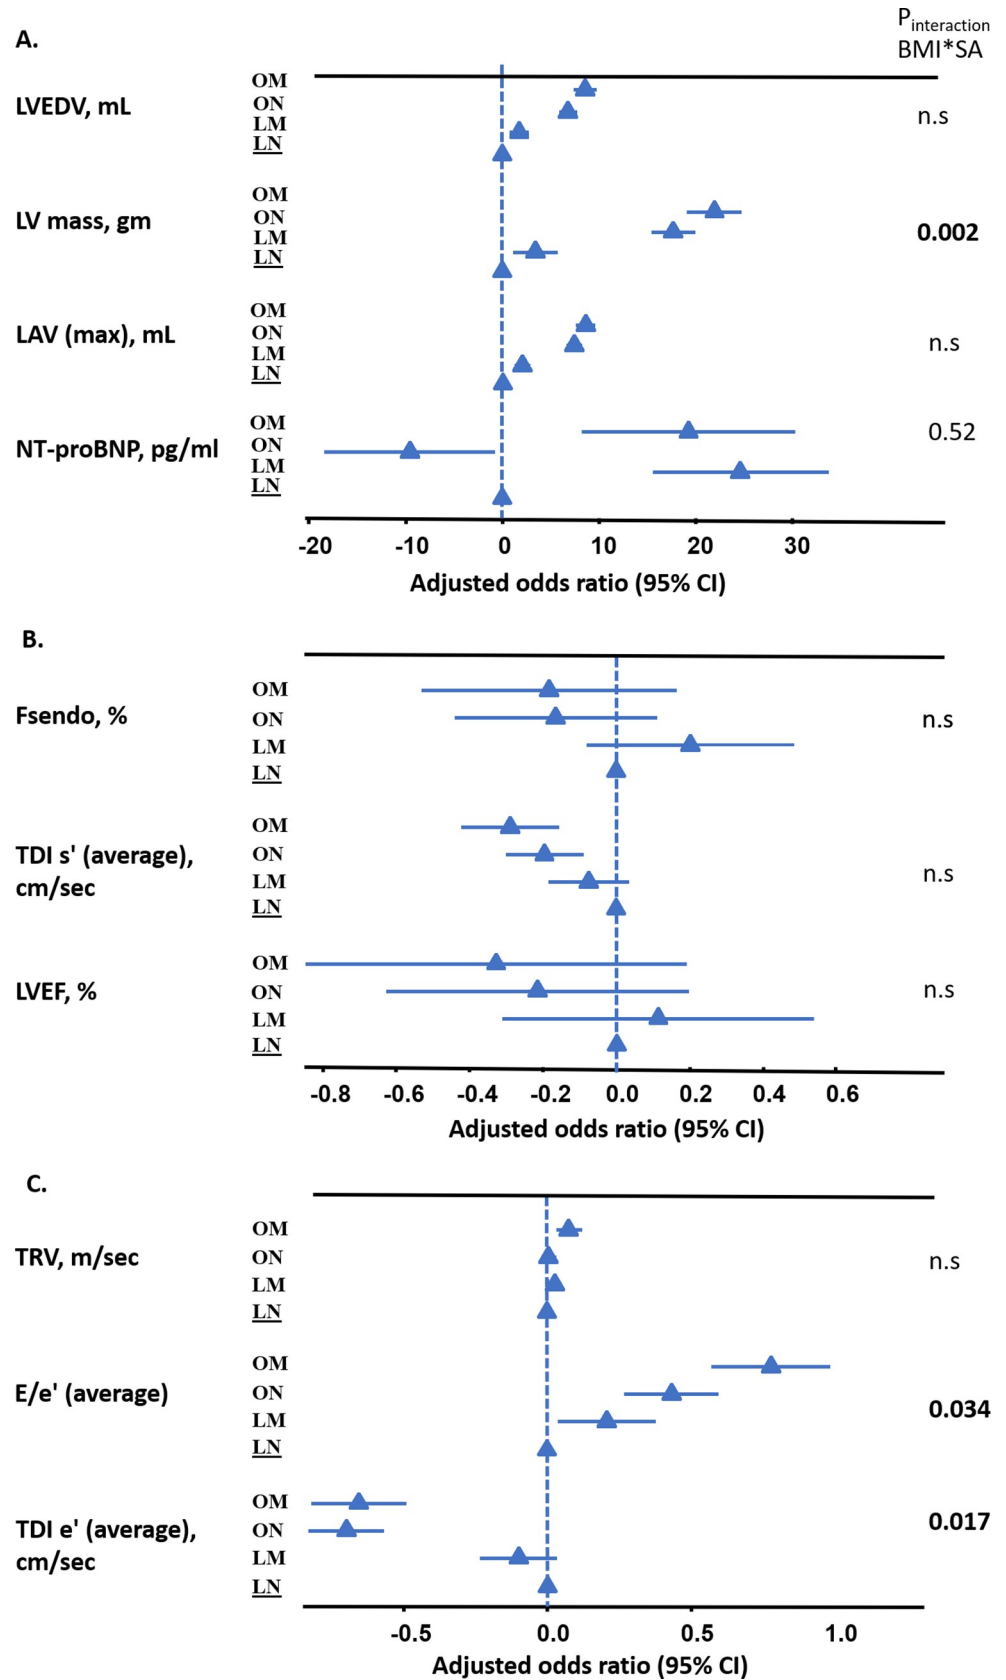 A.
P interaction
BMI*SA
LVEDV, mL
OM
ON
LM
LN
n.s
LV mass, gm
OM
ON
LM
LN
0.002
LAV (max), mL
OM
ON
LM
LN
n.s
NT-proBNP, pg/ml
OM
ON
LM
LN
0.52
-20 -10 0 10 20 30
Adjusted odds ratio (95% CI)
B.
Fsendo, %
OM
ON
LM
LN
n.s
TDI s' (average),
cm/sec
OM
ON
LM
LN
n.s
LVEF, %
OM
ON
LM
LN
n.s
-0.8 -0.6 -0.4 -0.2 0.0 0.2 0.4 0.6
Adjusted odds ratio (95% CI)
C.
TRV, m/sec
OM
ON
LM
LN
n.s
E/e' (average)
OM
ON
LM
LN
0.034
TDI e' (average),
cm/sec
OM
ON
LM
LN
0.017
-0.5 0.0 0.5 1.0
Adjusted odds ratio (95% CI)